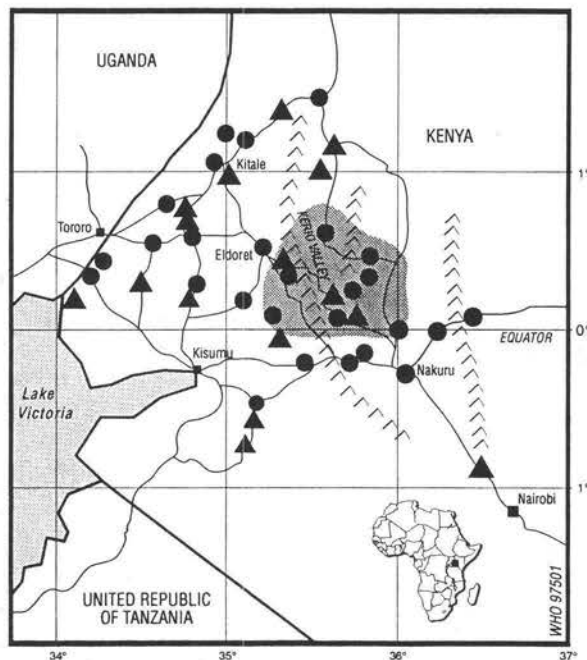 UGANDA
KENYA
1°
Kitale
Tororo
KERIO VALLEY
Eldoret
0°
EQUATOR
Kisumu
Nakuru
Lake
Victoria
1°
Nairobi
UNITED REPUBLIC
OF TANZANIA
WHO 97501
34°
35°
36°
37°